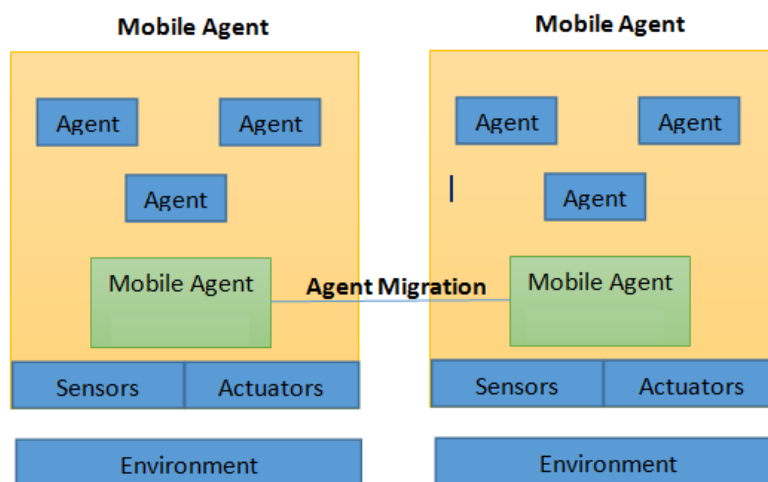 Mobile Agent
Mobile Agent
Agent
Agent
Agent
Agent
Agent
Agent
Mobile Agent
Agent Migration
Mobile Agent
Sensors
Actuators
Sensors
Actuators
Environment
Environment